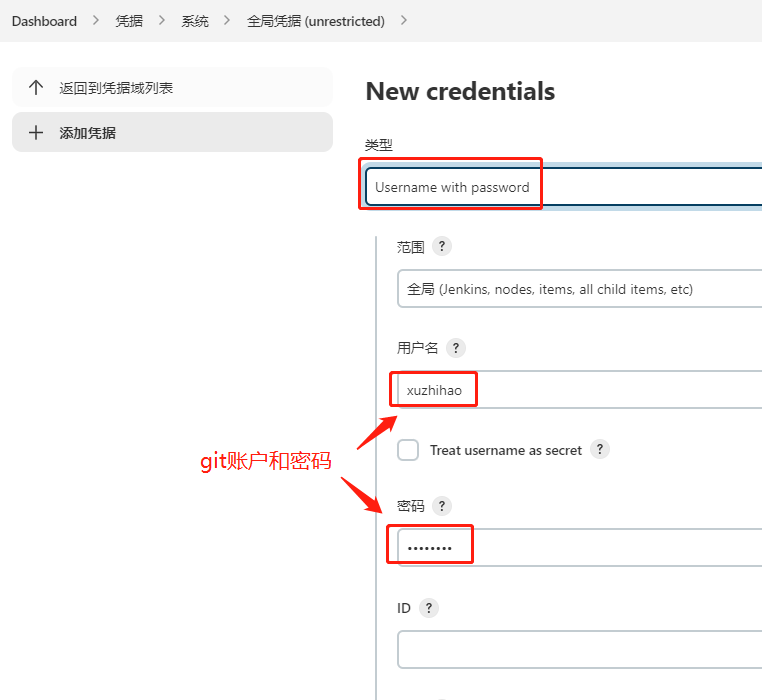 Dashboard > 凭据 > 系统 > 全局凭据 (unrestricted) >
返回到凭据域列表
添加凭据
New credentials
类型
Username with password
范围 ?
全局 (Jenkins, nodes, items, all child items, etc)
用户名 ?
xuzhihao
Treat username as secret ?
git账户和密码
密码 ?
••••••••
ID ?